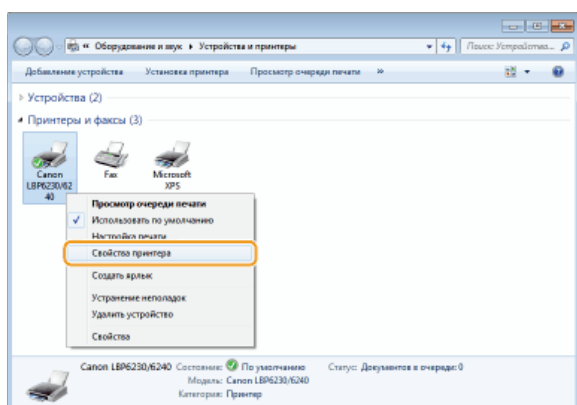 « Оборудование и звук ▸ Устройства и принтеры
Поиск: Устройства...
Добавление устройства Установка принтера Просмотр очереди печати »
Устройства (2)
Принтеры и факсы (3)
Canon LBP6230/6240
Fax
Microsoft XPS
Просмотр очереди печати
Использовать по умолчанию
Настройка печати
Свойства принтера
Создать ярлык
Устранение неполадок
Удалить устройство
Свойства
Canon LBP6230/6240 Состояние: По умолчанию Статус: Документов в очереди: 0
Модель: Canon LBP6230/6240
Категория: Принтер